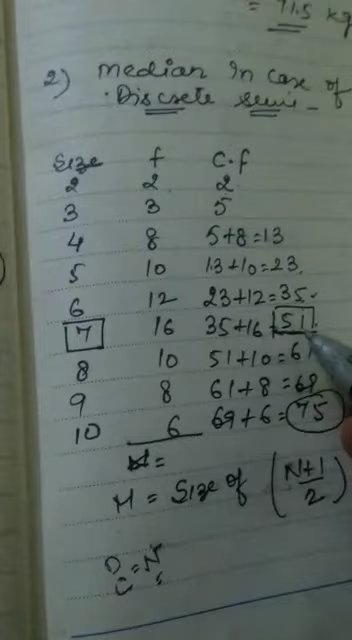 = 71.5 kg
2) Median In case of
Discrete series -
Size f c.f
2 2 2
3 3 5
4 8 5+8=13
5 10 13+10=23
6 12 23+12=35
7 16 35+16=51
8 10 51+10=61
9 8 61+8=69
10 6 69+6=75
N=
M = Size of (N+1/2)